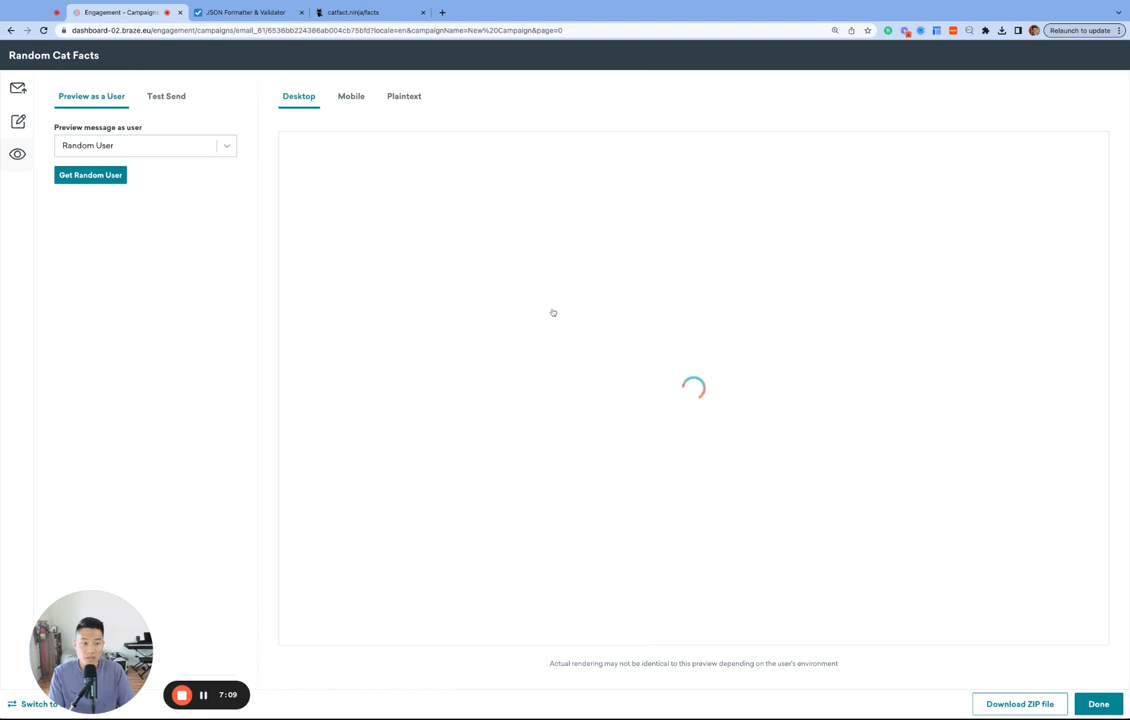 Engagement - Campaigns
JSON Formatter & Validator
catfact.ninja/facts
dashboard-02.braze.eu/engagement/campaigns/email_61/6536bb224386ab004cb75bfd?locale=en&campaignName=New%20Campaign&page=0
Relaunch to update
Random Cat Facts
Preview as a User
Test Send
Desktop
Mobile
Plaintext
Preview message as user
Random User
Get Random User
Actual rendering may not be identical to this preview depending on the user's environment
Switch to
7:09
Download ZIP file
Done